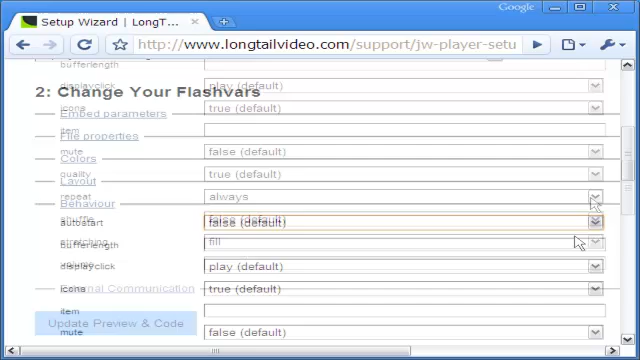 Google
Setup Wizard | LongT...
http://www.longtailvideo.com/support/jw-player-setu
bufferlength
displayclick play (default)
2: Change Your Flashvars
icons true (default)
Embed parameters
item
File properties
mute false (default)
Colors
quality true (default)
Layout
repeat always
Behaviour
shuffle false (default)
autostart false (default)
stretching fill
bufferlength
volume
displayclick play (default)
icons true (default)
External Communication
item
Update Preview & Code
mute false (default)